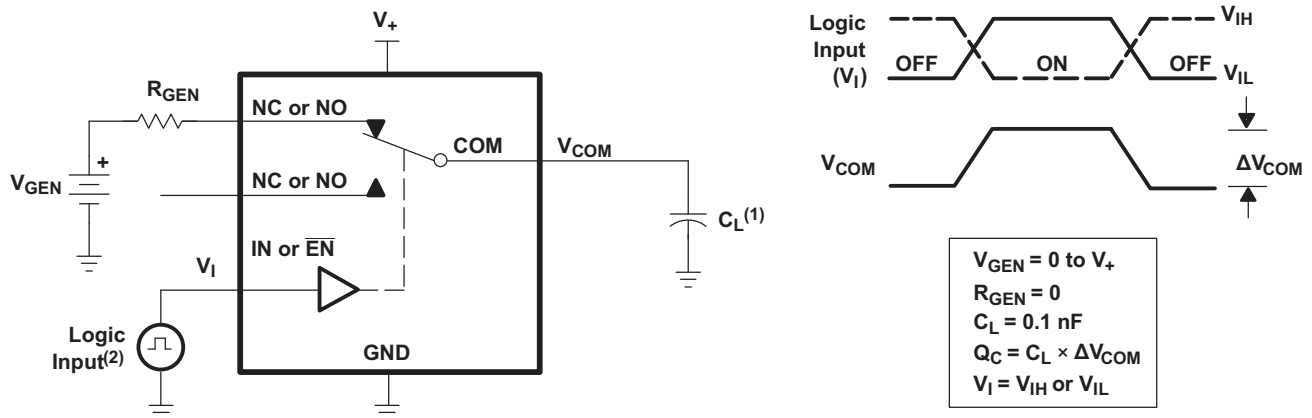 V+
RGEN
NC or NO
COM
VCOM
VGEN
+
NC or NO
CL(1)
IN or EN
VI
Logic
Input(2)
GND
Logic
Input
(VI)
VIH
OFF
ON
OFF
VIL
VCOM
ΔVCOM
VGEN = 0 to V+
RGEN = 0
CL = 0.1 nF
QC = CL × ΔVCOM
VI = VIH or VIL